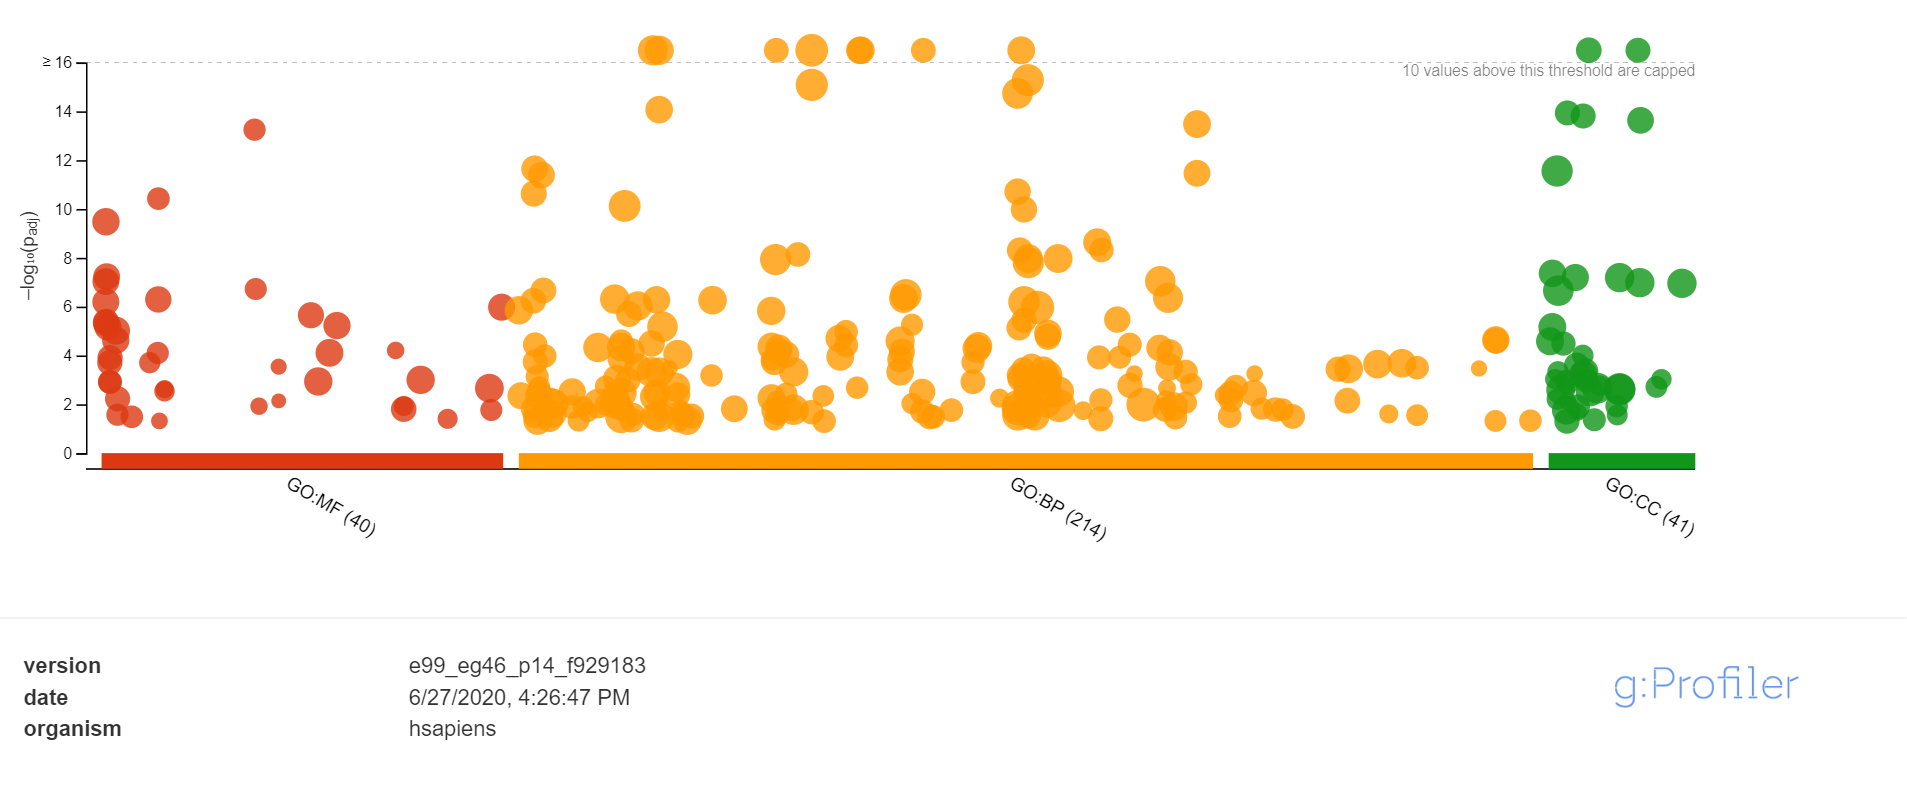 ≥ 16
10 values above this threshold are capped
14
12
10
8
6
4
2
0
−log₁₀(padj)
GO:MF (40)
GO:BP (214)
GO:CC (41)
version e99_eg46_p14_f929183
date 6/27/2020, 4:26:47 PM
organism hsapiens
g:Profiler